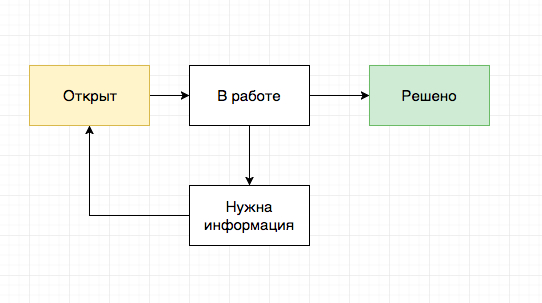 Открыт
В работе
Решено
Нужна
информация